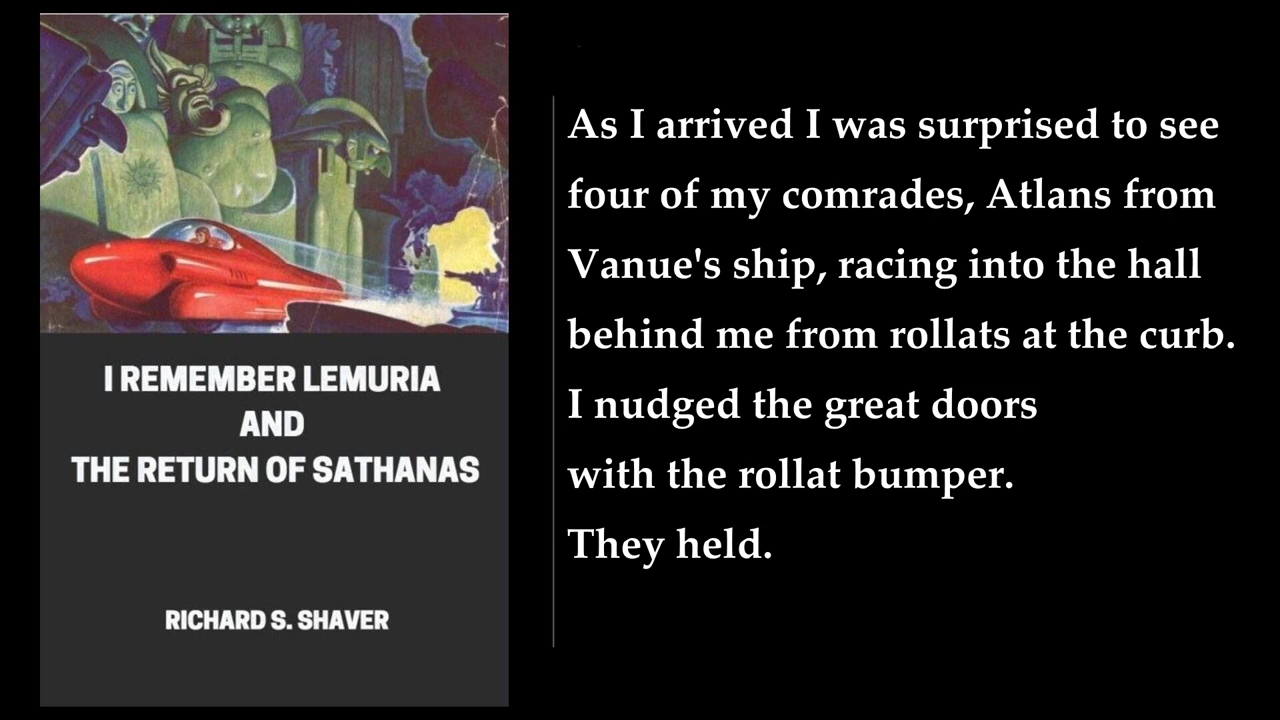 I REMEMBER LEMURIA
AND
THE RETURN OF SATHANAS
RICHARD S. SHAVER
As I arrived I was surprised to see
four of my comrades, Atlans from
Vanue's ship, racing into the hall
behind me from rollats at the curb.
I nudged the great doors
with the rollat bumper.
They held.